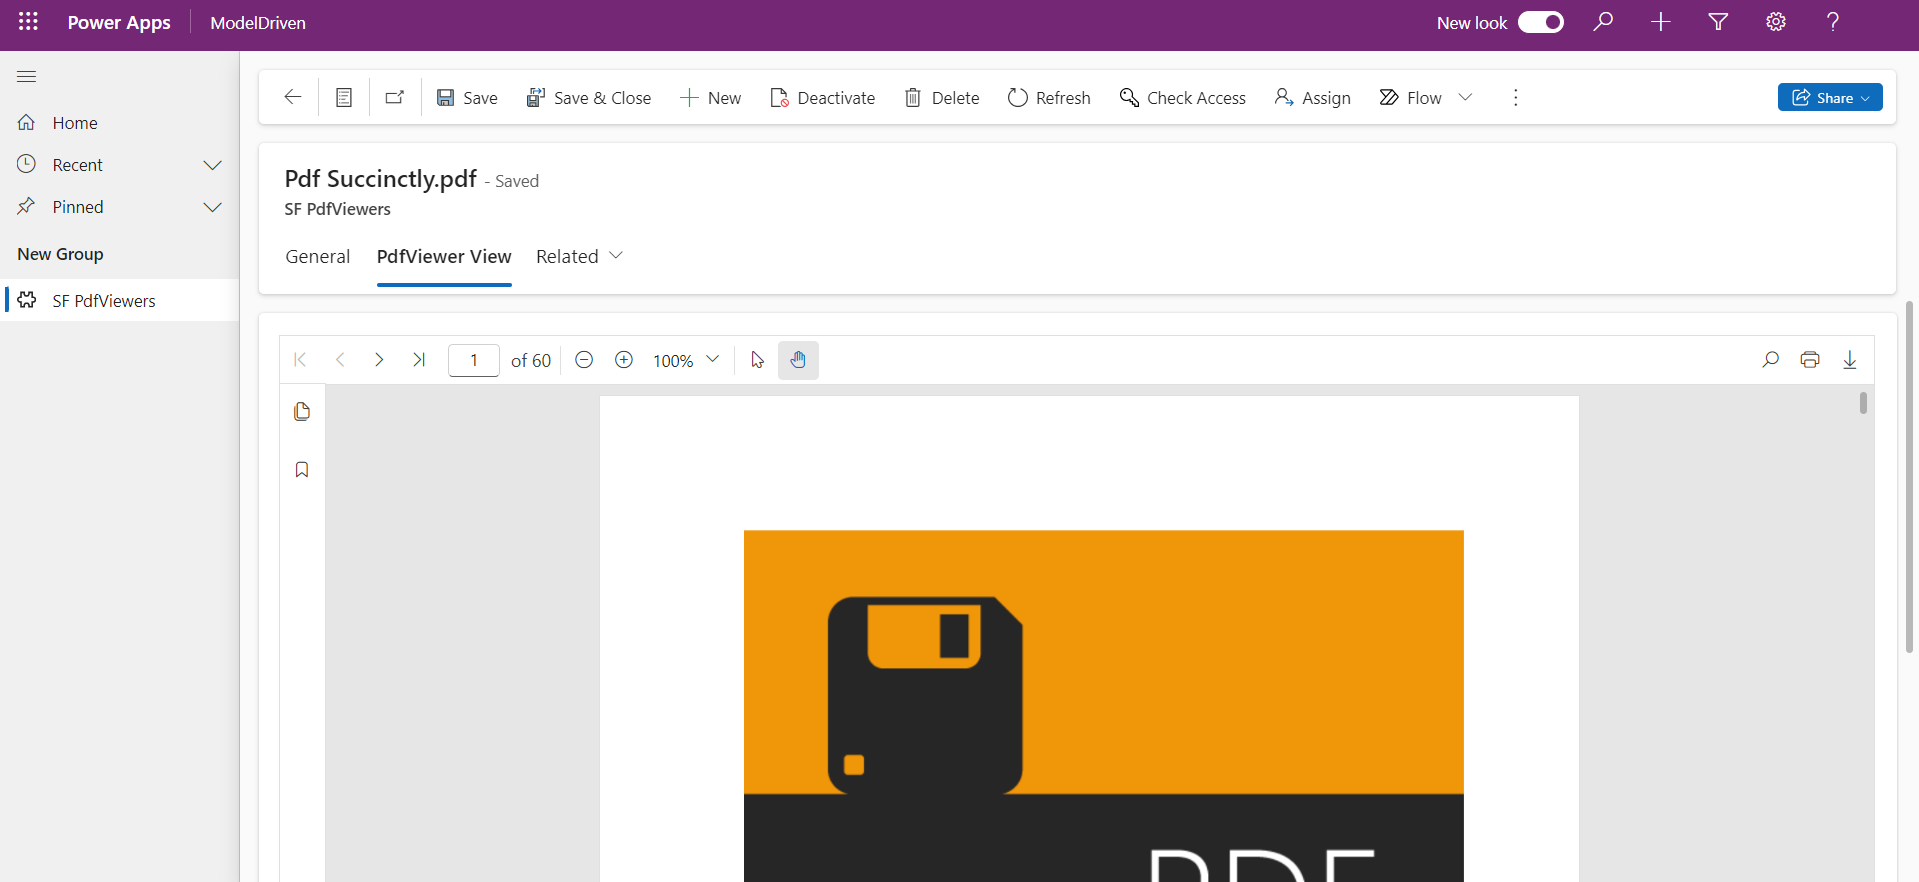 Power Apps ModelDriven New look
Save Save & Close New Deactivate Delete Refresh Check Access Assign Flow Share
Home
Recent
Pinned
New Group
SF PdfViewers
Pdf Succinctly.pdf - Saved
SF PdfViewers
General PdfViewer View Related
1 of 60 100%
PDF